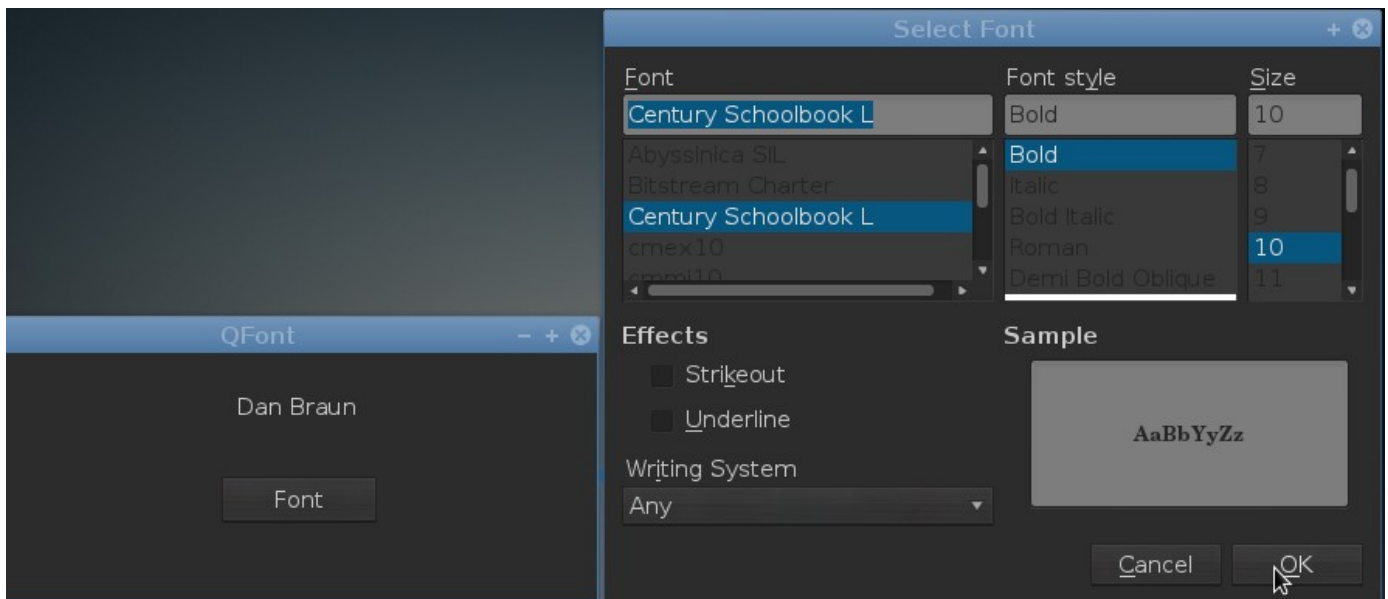 Select Font
Font
Font style
Size
Century Schoolbook L
Bold
10
Abyssinica SIL
Bitstream Charter
Century Schoolbook L
cmex10
cmmi10
Bold
Italic
Bold Italic
Roman
Demi Bold Oblique
7
8
9
10
11
QFont
Dan Braun
Font
Effects
Strikeout
Underline
Writing System
Any
Sample
AaBbYyZz
Cancel
OK